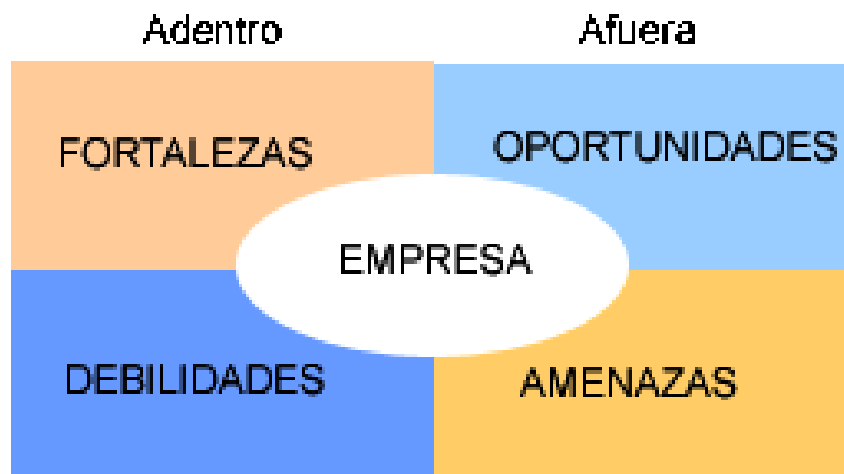 Adentro Afuera
FORTALEZAS OPORTUNIDADES
EMPRESA
DEBILIDADES AMENAZAS